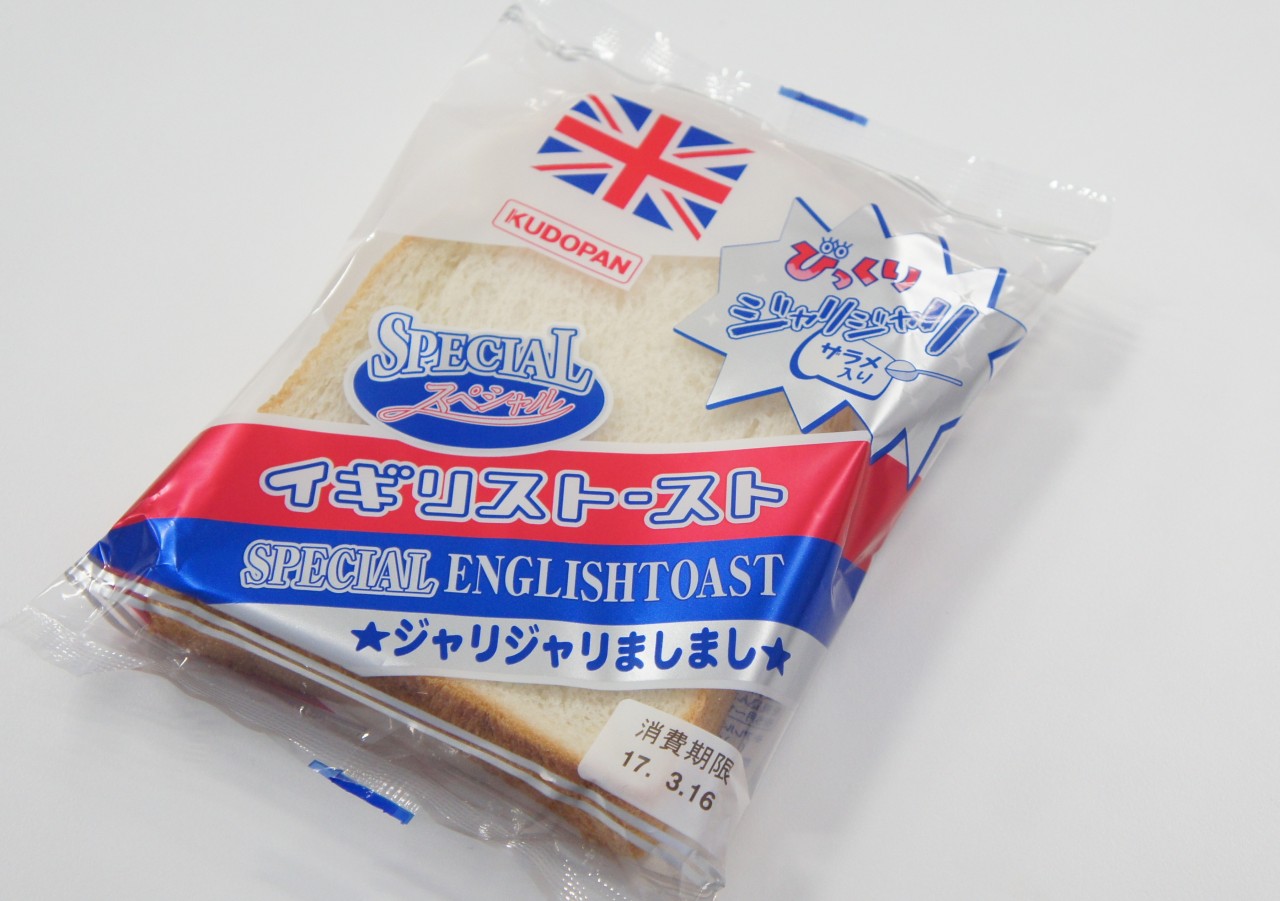 KUDOPAN
びっくり
ジャリジャリ
ザラメ
入り
SPECIAL
スペシャル
イギリストースト
SPECIAL ENGLISHTOAST
★ジャリジャリましまし★
消費期限
17. 3.16